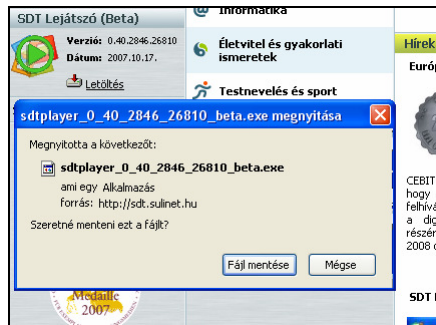 SDT Lejátszó (Beta)
Verzió: 0.40.2846.26810
Dátum: 2007.10.17.
Letöltés
Informatika
Életvitel és gyakorlati
ismeretek
Testnevelés és sport
Hírek
Euró
sdtplayer_0_40_2846_26810_beta.exe megnyitása
Megnyitotta a következőt:
sdtplayer_0_40_2846_26810_beta.exe
ami egy Alkalmazás
forrás: http://sdt.sulinet.hu
Szeretné menteni ezt a fájlt?
Fájl mentése
Mégse
CEBIT
hogy
felhív
a dig
részé
2008
SDT
Medaille
2007